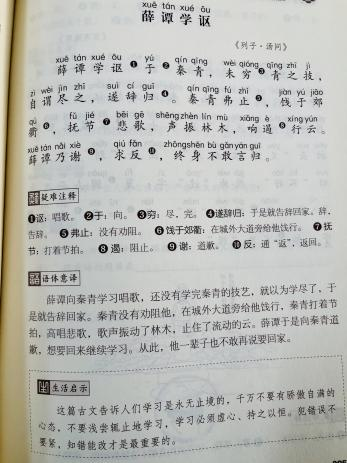 xuē tán xué ōu
薛谭学讴
《列子·汤问》
xuē tán xué ōu yú qín qīng wèi qióng qīng zhī jì
薛谭学讴❶于❷秦青，未穷❸青之技，
zì wèi jìn zhī suì cí guī qín qīng fú zhǐ jiàn yú jiāo
自谓尽之，遂辞归❹。秦青弗止❺，饯于郊
qú fǔ jié bēi gē shēng zhèn lín mù xiǎng è xíng yún
衢❻，抚节❼悲歌，声振林木，响遏❽行云。
xuē tán nǎi xiè qiú fǎn zhōng shēn bù gǎn yán guī
薛谭乃谢❾，求反❿，终身不敢言归。
疑难注释
❶讴：唱歌。❷于：向。❸穷：尽，完。❹遂辞归：于是就告辞回家。辞，
告辞。❺弗止：没有劝阻。❻饯于郊衢：在城外大道旁给他饯行。❼抚
节：打着节拍。❽遏：阻止。❾谢：道歉。❿反：通“返”，返回。
语体意译
薛谭向秦青学习唱歌，还没有学完秦青的技艺，就以为学尽了，于
是就告辞回家。秦青没有劝阻他，在城外大道旁给他饯行，秦青打着节
拍，高唱悲歌，歌声振动了林木，止住了流动的云。薛谭于是向秦青道
歉，想要回来继续学习。从此，他一辈子也不敢再说要回家。
生活启示
这篇古文告诉人们学习是永无止境的，千万不要有骄傲自满的
心态，不要浅尝辄止地学习，学习必须虚心、持之以恒。犯错误不
要紧，知错能改才是最重要的。